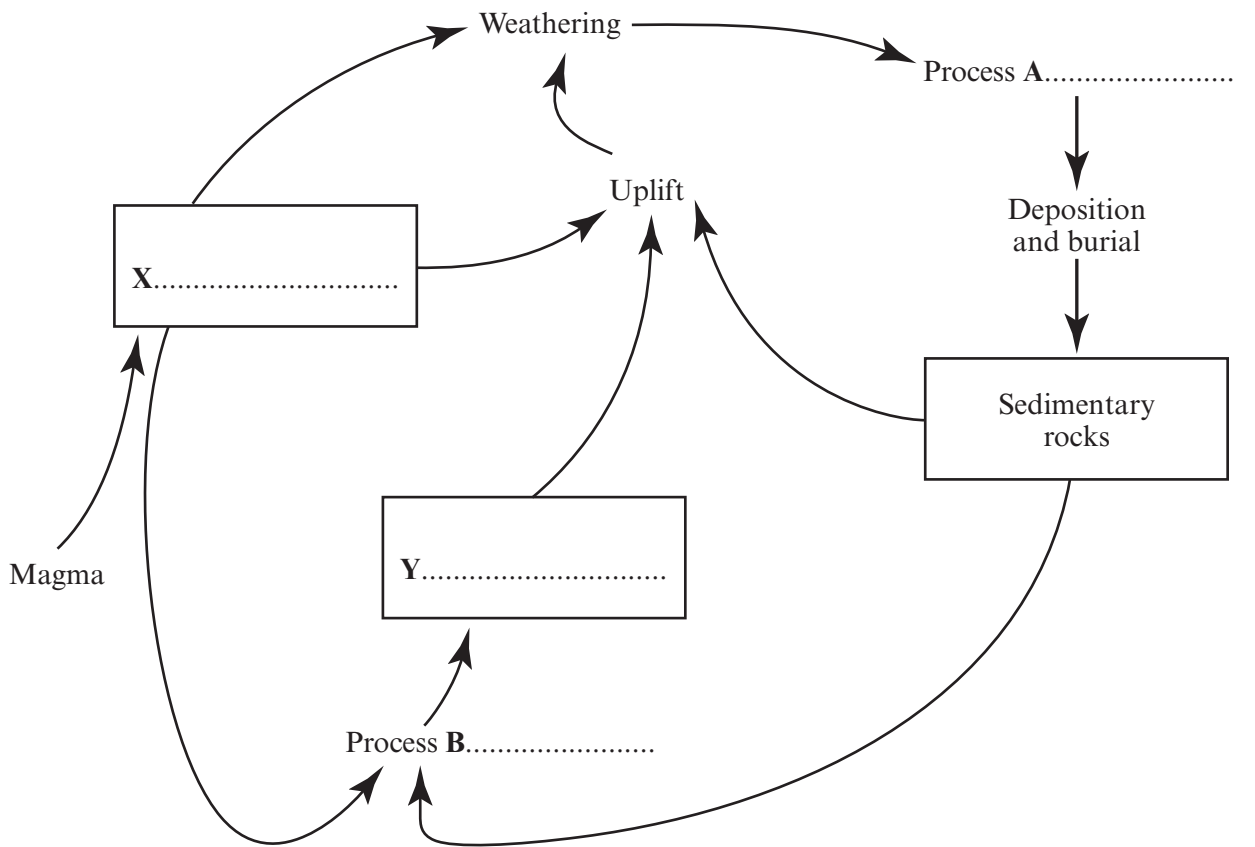 Weathering
Process A........................
Uplift
Deposition
and burial
X...............................
Sedimentary
rocks
Magma
Y...............................
Process B........................